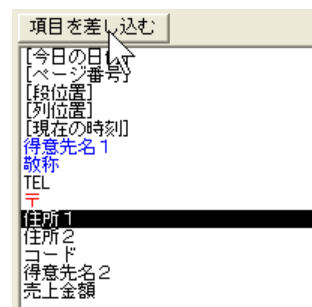 項目を差し込む
[今日の日付]
[ページ番号]
[段位置]
[列位置]
[現在の時刻]
得意先名1
敬称
TEL
〒
住所1
住所2
コード
得意先名2
売上金額